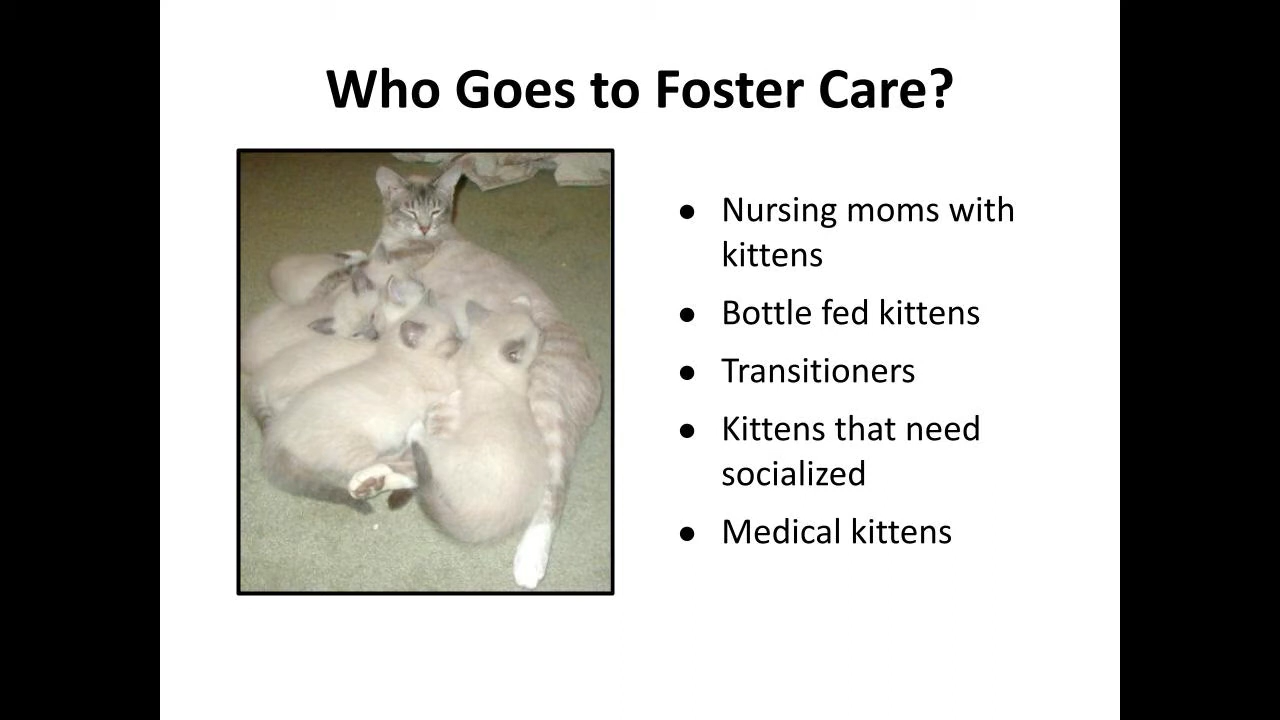 Who Goes to Foster Care?
● Nursing moms with
kittens
● Bottle fed kittens
● Transitioners
● Kittens that need
socialized
● Medical kittens